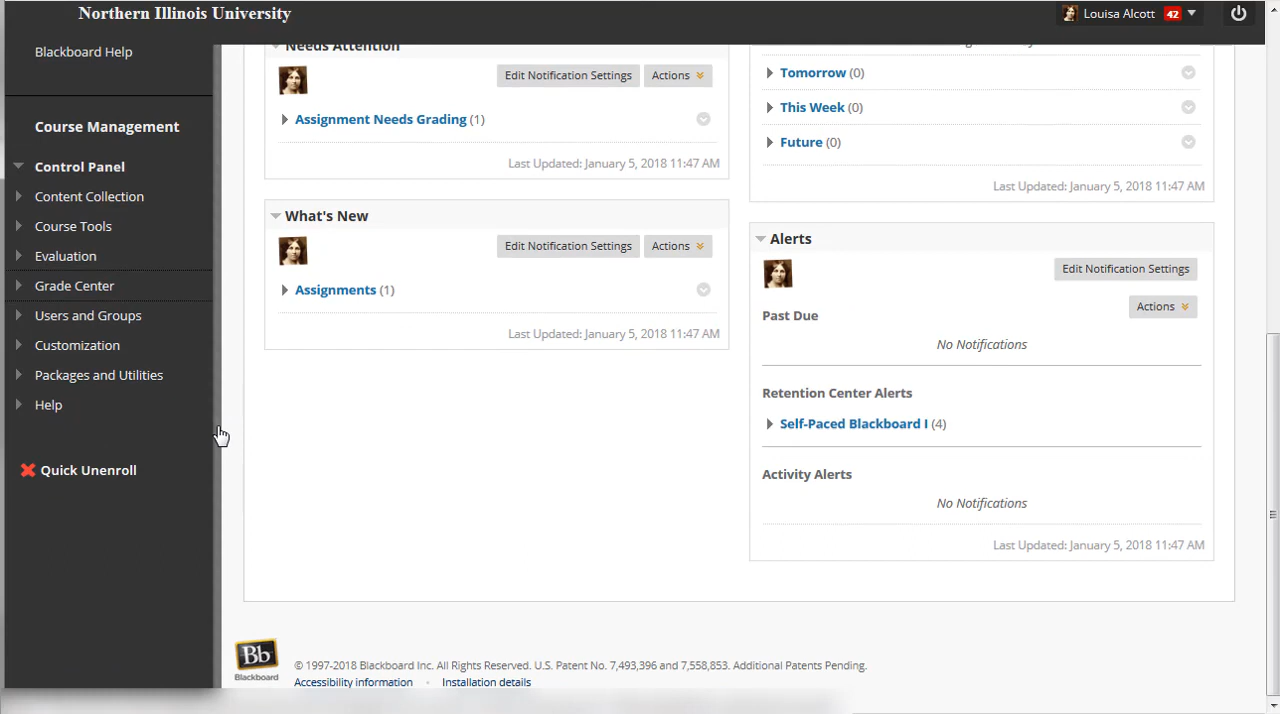 Northern Illinois University
Louisa Alcott 42
Blackboard Help
Course Management
Control Panel
Content Collection
Course Tools
Evaluation
Grade Center
Users and Groups
Customization
Packages and Utilities
Help
Quick Unenroll
Needs Attention
Edit Notification Settings
Actions
Assignment Needs Grading (1)
Last Updated: January 5, 2018 11:47 AM
What's New
Edit Notification Settings
Actions
Assignments (1)
Last Updated: January 5, 2018 11:47 AM
Tomorrow (0)
This Week (0)
Future (0)
Last Updated: January 5, 2018 11:47 AM
Alerts
Edit Notification Settings
Actions
Past Due
No Notifications
Retention Center Alerts
Self-Paced Blackboard I (4)
Activity Alerts
No Notifications
Last Updated: January 5, 2018 11:47 AM
Bb
Blackboard
© 1997-2018 Blackboard Inc. All Rights Reserved. U.S. Patent No. 7,493,396 and 7,558,853. Additional Patents Pending.
Accessibility information • Installation details